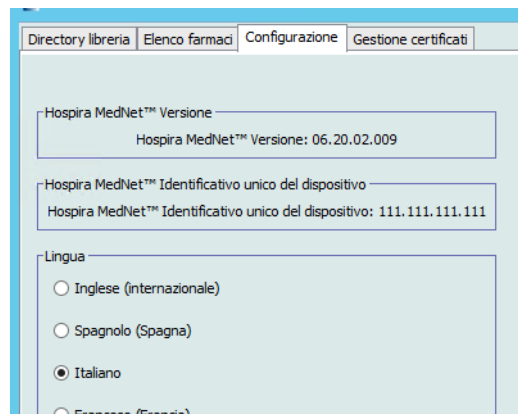 Directory libreria Elenco farmaci Configurazione Gestione certificati
Hospira MedNet™ Versione
Hospira MedNet™ Versione: 06.20.02.009
Hospira MedNet™ Identificativo unico del dispositivo
Hospira MedNet™ Identificativo unico del dispositivo: 111.111.111.111
Lingua
Inglese (internazionale)
Spagnolo (Spagna)
Italiano
Francese (Francia)